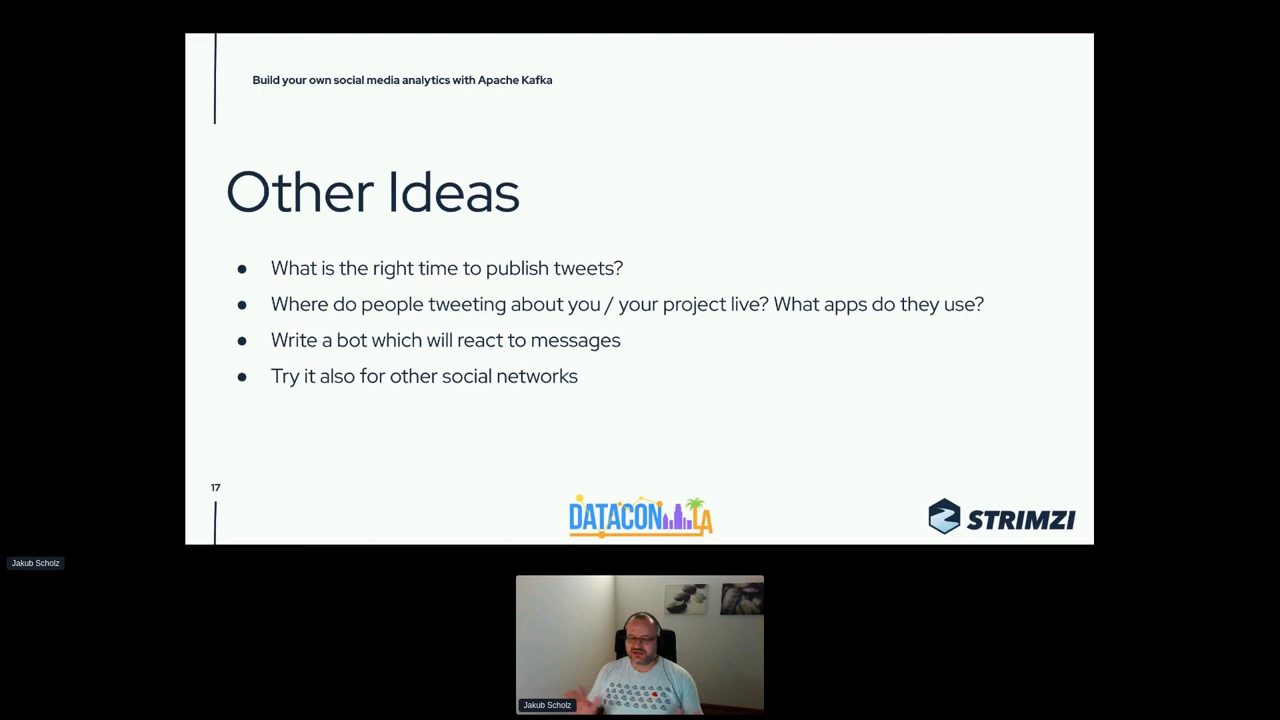 Build your own social media analytics with Apache Kafka
Other Ideas
● What is the right time to publish tweets?
● Where do people tweeting about you / your project live? What apps do they use?
● Write a bot which will react to messages
● Try it also for other social networks
17
DATACON LA
STRIMZI
Jakub Scholz
Jakub Scholz